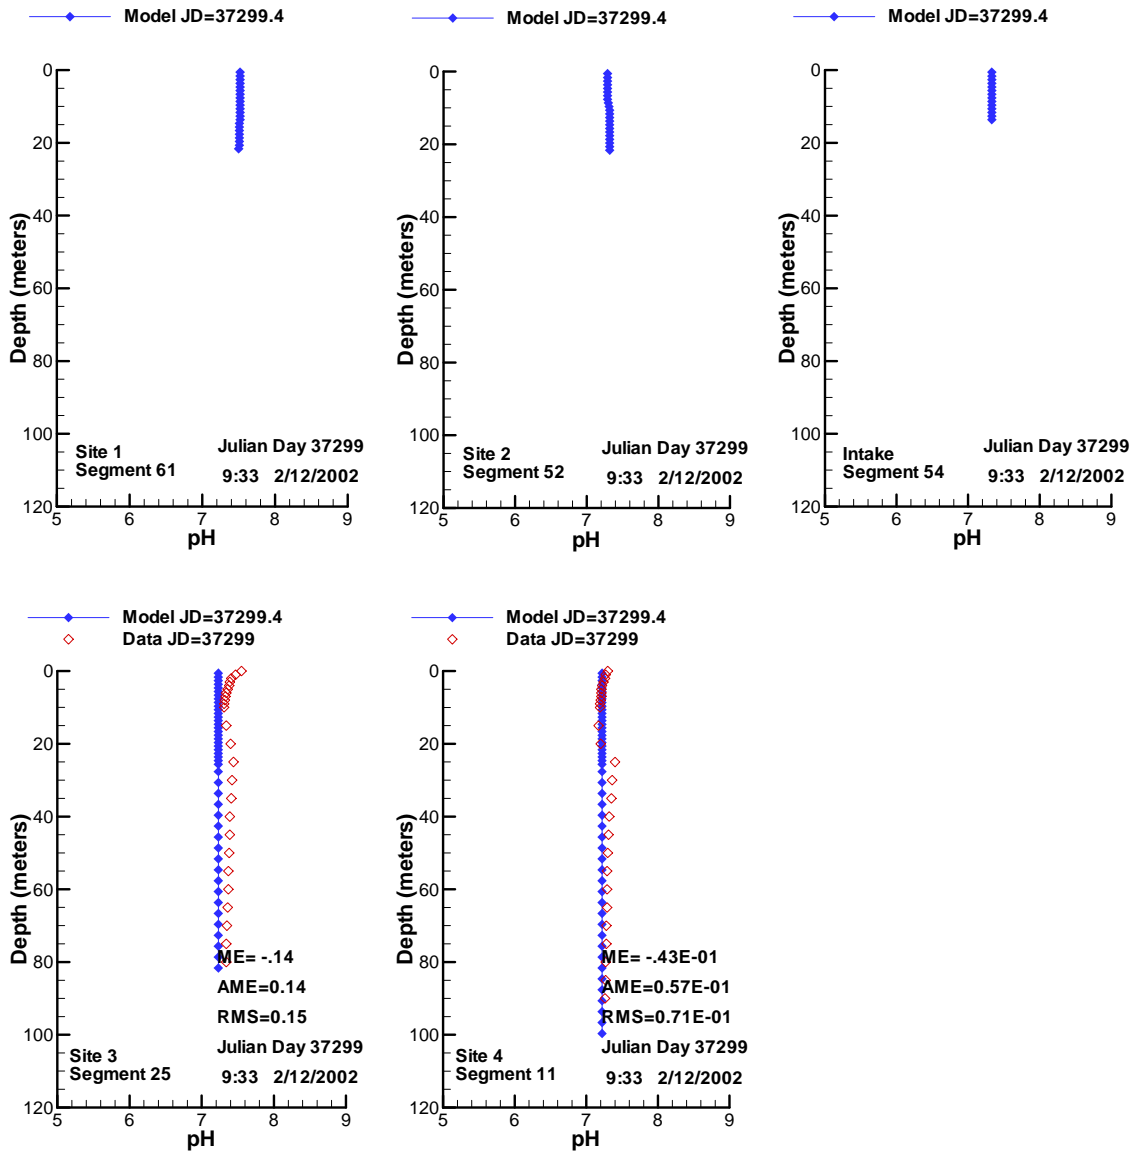 Model JD=37299.4
0
20
40
60
80
100
120
Depth (meters)
Site 1
Segment 61
Julian Day 37299
9:33 2/12/2002
5 6 7 8 9
pH
Model JD=37299.4
0
20
40
60
80
100
120
Depth (meters)
Site 2
Segment 52
Julian Day 37299
9:33 2/12/2002
5 6 7 8 9
pH
Model JD=37299.4
0
20
40
60
80
100
120
Depth (meters)
Intake
Segment 54
Julian Day 37299
9:33 2/12/2002
5 6 7 8 9
pH
Model JD=37299.4
Data JD=37299
0
20
40
60
80
100
120
Depth (meters)
ME= -.14
AME=0.14
RMS=0.15
Site 3
Segment 25
Julian Day 37299
9:33 2/12/2002
5 6 7 8 9
pH
Model JD=37299.4
Data JD=37299
0
20
40
60
80
100
120
Depth (meters)
ME= -.43E-01
AME=0.57E-01
RMS=0.71E-01
Site 4
Segment 11
Julian Day 37299
9:33 2/12/2002
5 6 7 8 9
pH